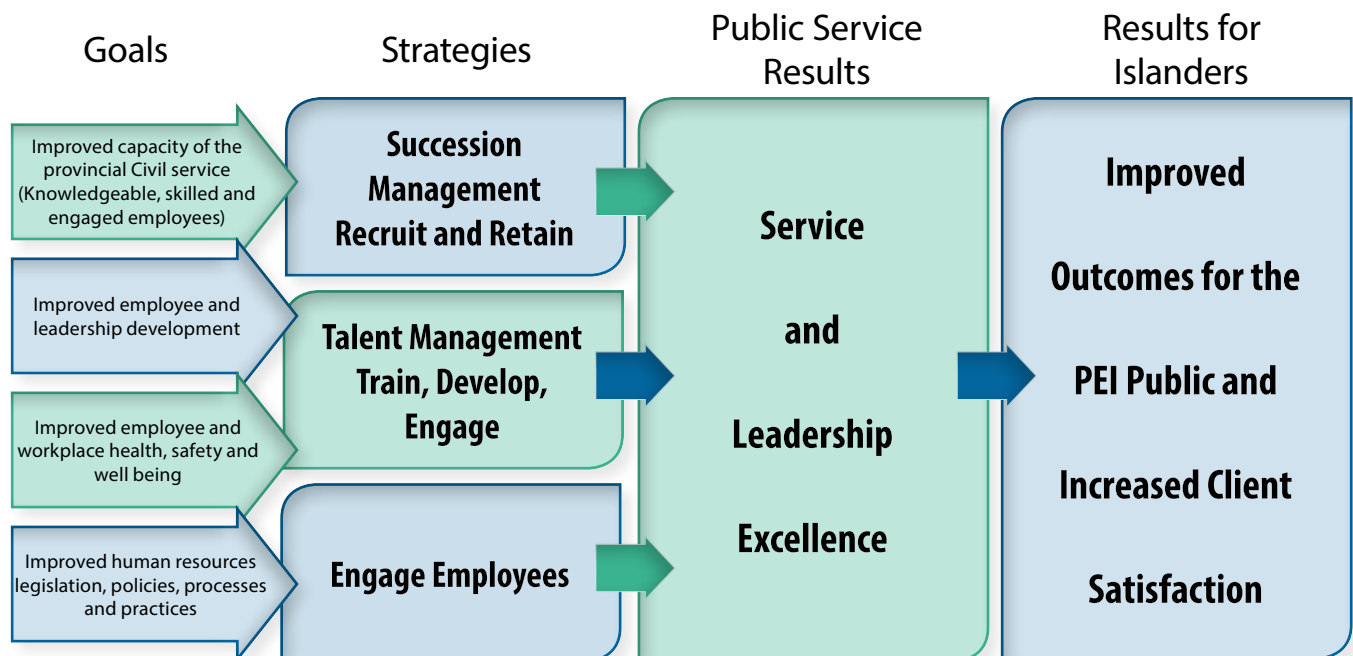 Goals
Strategies
Public Service
Results
Results for
Islanders
Improved capacity of the
provincial Civil service
(Knowledgeable, skilled and
engaged employees)
Improved employee and
leadership development
Improved employee and
workplace health, safety and
well being
Improved human resources
legislation, policies, processes
and practices
Succession
Management
Recruit and Retain
Talent Management
Train, Develop,
Engage
Engage Employees
Service
and
Leadership
Excellence
Improved
Outcomes for the
PEI Public and
Increased Client
Satisfaction